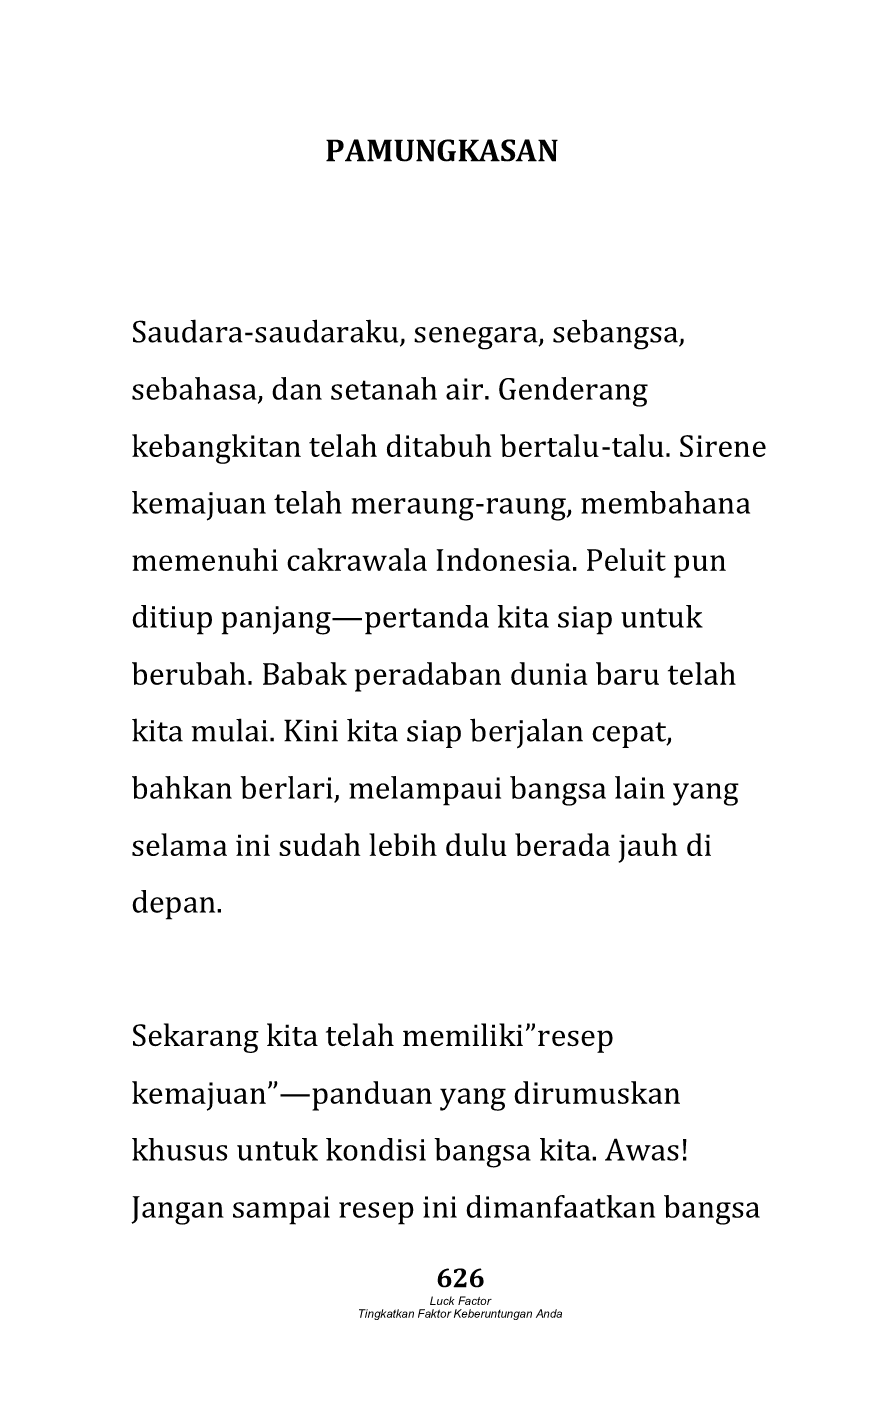 PAMUNGKASAN
Saudara-saudaraku, senegara, sebangsa,
sebahasa, dan setanah air. Genderang
kebangkitan telah ditabuh bertalu-talu. Sirene
kemajuan telah meraung-raung, membahana
memenuhi cakrawala Indonesia. Peluit pun
ditiup panjang—pertanda kita siap untuk
berubah. Babak peradaban dunia baru telah
kita mulai. Kini kita siap berjalan cepat,
bahkan berlari, melampaui bangsa lain yang
selama ini sudah lebih dulu berada jauh di
depan.
Sekarang kita telah memiliki”resep
kemajuan”—panduan yang dirumuskan
khusus untuk kondisi bangsa kita. Awas!
Jangan sampai resep ini dimanfaatkan bangsa
626
Luck Factor
Tingkatkan Faktor Keberuntungan Anda